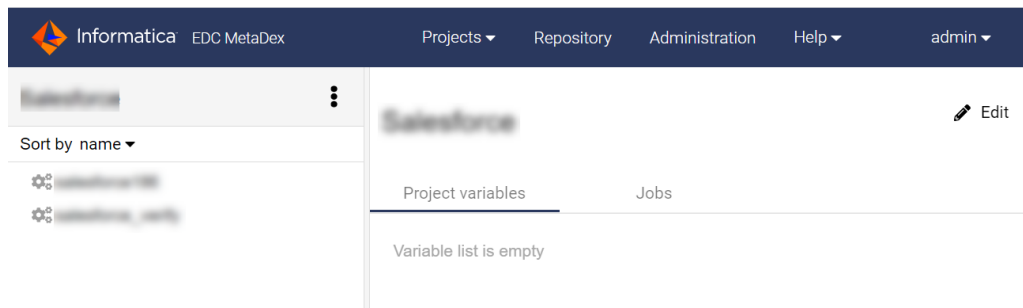 Informatica EDC MetaDex Projects Repository Administration Help admin
Edit
Sort by name
Project variables Jobs
Variable list is empty